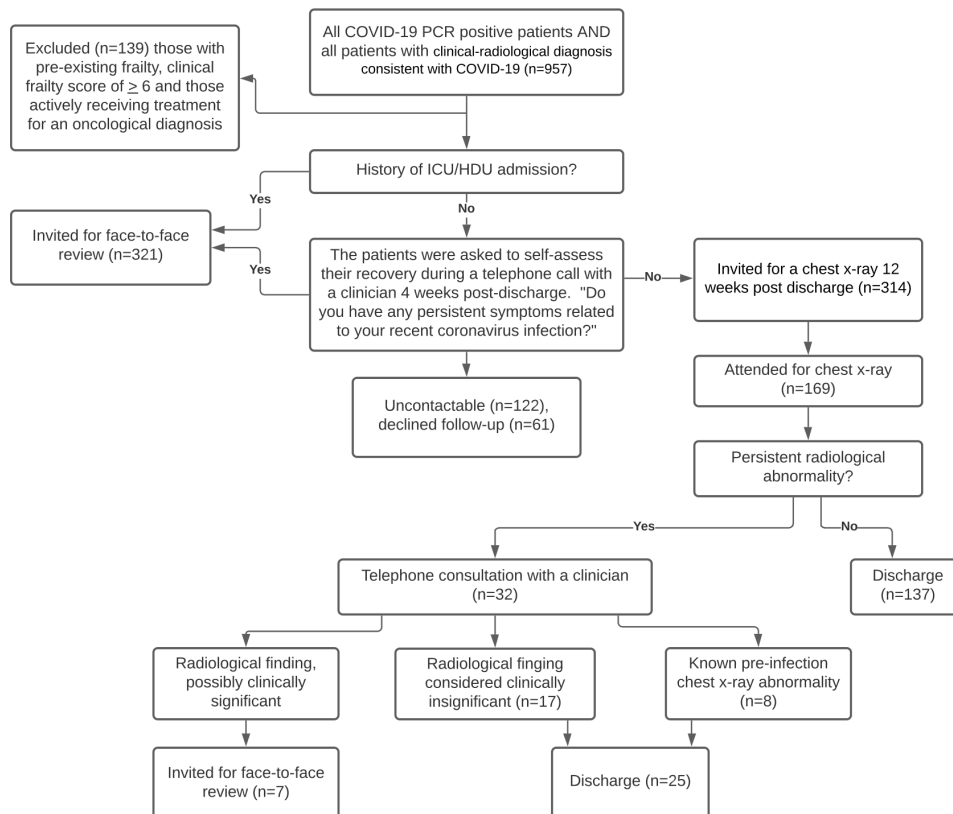 All COVID-19 PCR positive patients AND
all patients with clinical-radiological diagnosis
consistent with COVID-19 (n=957)
Excluded (n=139) those with
pre-existing frailty, clinical
frailty score of ≥ 6 and those
actively receiving treatment
for an oncological diagnosis
History of ICU/HDU admission?
Yes
No
Invited for face-to-face
review (n=321)
Yes
The patients were asked to self-assess
their recovery during a telephone call with
a clinician 4 weeks post-discharge. "Do
you have any persistent symptoms related
to your recent coronavirus infection?"
No
Invited for a chest x-ray 12
weeks post discharge (n=314)
Attended for chest x-ray
(n=169)
Uncontactable (n=122),
declined follow-up (n=61)
Persistent radiological
abnormality?
Yes
No
Telephone consultation with a clinician
(n=32)
Discharge
(n=137)
Radiological finding,
possibly clinically
significant
Radiological finging
considered clinically
insignificant (n=17)
Known pre-infection
chest x-ray abnormality
(n=8)
Invited for face-to-face
review (n=7)
Discharge (n=25)